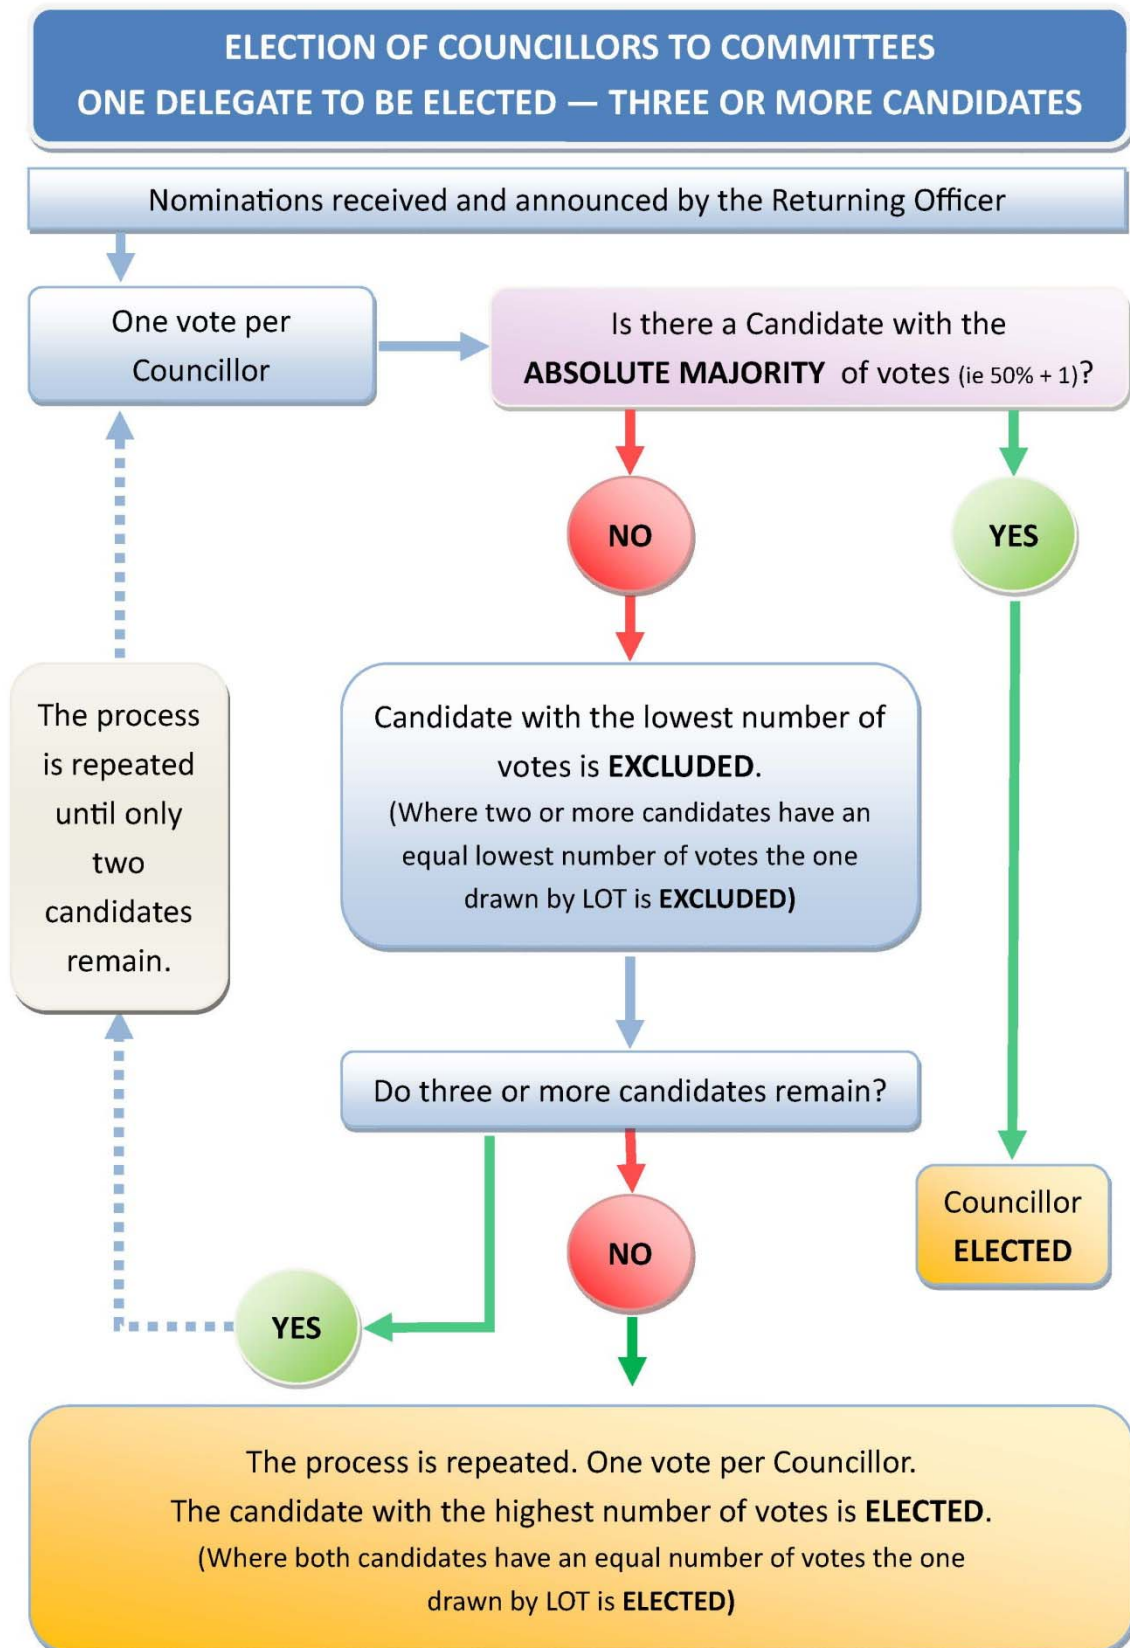 ELECTION OF COUNCILLORS TO COMMITTEES
ONE DELEGATE TO BE ELECTED — THREE OR MORE CANDIDATES
Nominations received and announced by the Returning Officer
One vote per
Councillor
Is there a Candidate with the
ABSOLUTE MAJORITY of votes (ie 50% + 1)?
NO
YES
The process
is repeated
until only
two
candidates
remain.
Candidate with the lowest number of
votes is EXCLUDED.
(Where two or more candidates have an
equal lowest number of votes the one
drawn by LOT is EXCLUDED)
Do three or more candidates remain?
Councillor
ELECTED
NO
YES
The process is repeated. One vote per Councillor.
The candidate with the highest number of votes is ELECTED.
(Where both candidates have an equal number of votes the one
drawn by LOT is ELECTED)